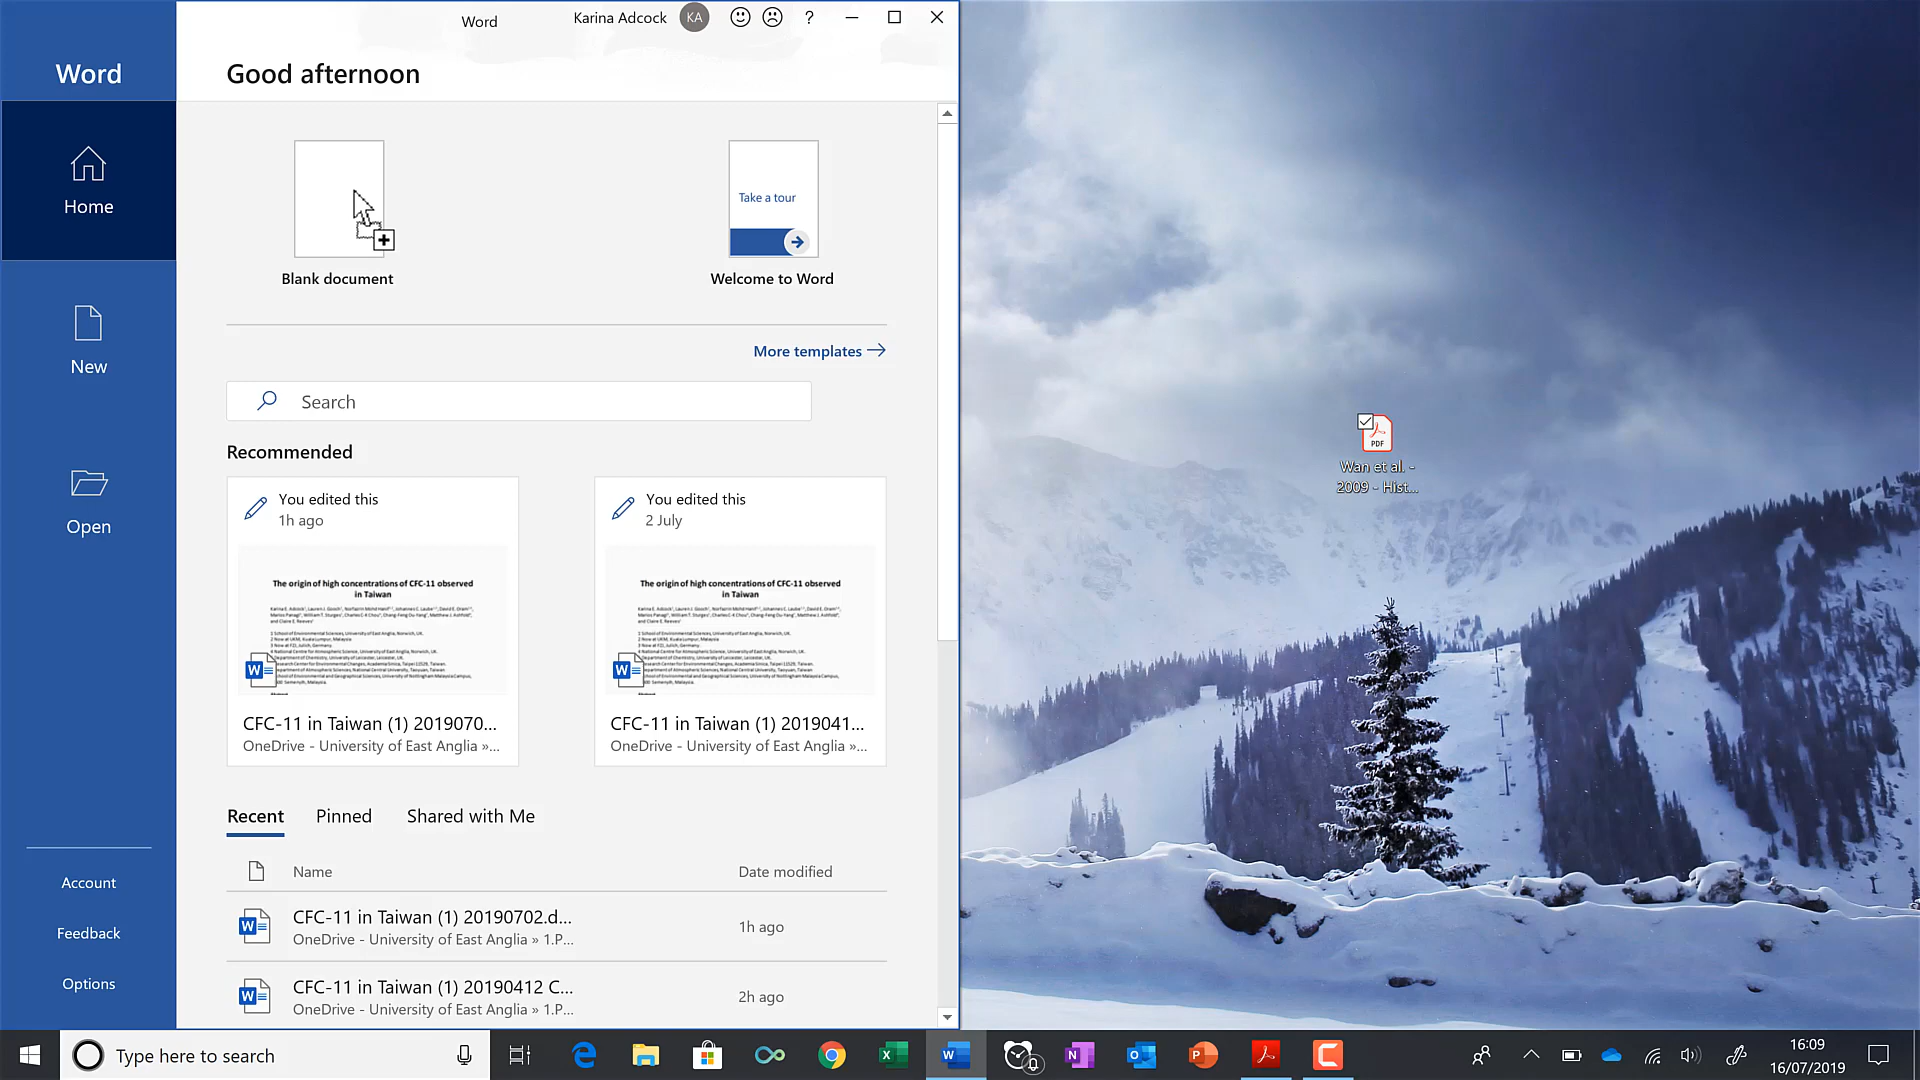 Word
Karina Adcock
KA
?
Word
Good afternoon
Home
New
Open
Account
Feedback
Options
Blank document
Take a tour
Welcome to Word
More templates
Search
Recommended
You edited this
1h ago
The origin of high concentrations of CFC-11 observed
in Taiwan
CFC-11 in Taiwan (1) 2019070...
OneDrive - University of East Anglia »...
You edited this
2 July
The origin of high concentrations of CFC-11 observed
in Taiwan
CFC-11 in Taiwan (1) 2019041...
OneDrive - University of East Anglia »...
Recent
Pinned
Shared with Me
Name
Date modified
CFC-11 in Taiwan (1) 20190702.d...
OneDrive - University of East Anglia » 1.P...
1h ago
CFC-11 in Taiwan (1) 20190412 C...
OneDrive - University of East Anglia » 1.P...
2h ago
PDF
Wan et al. -
2009 - Hist...
Type here to search
16:09
16/07/2019